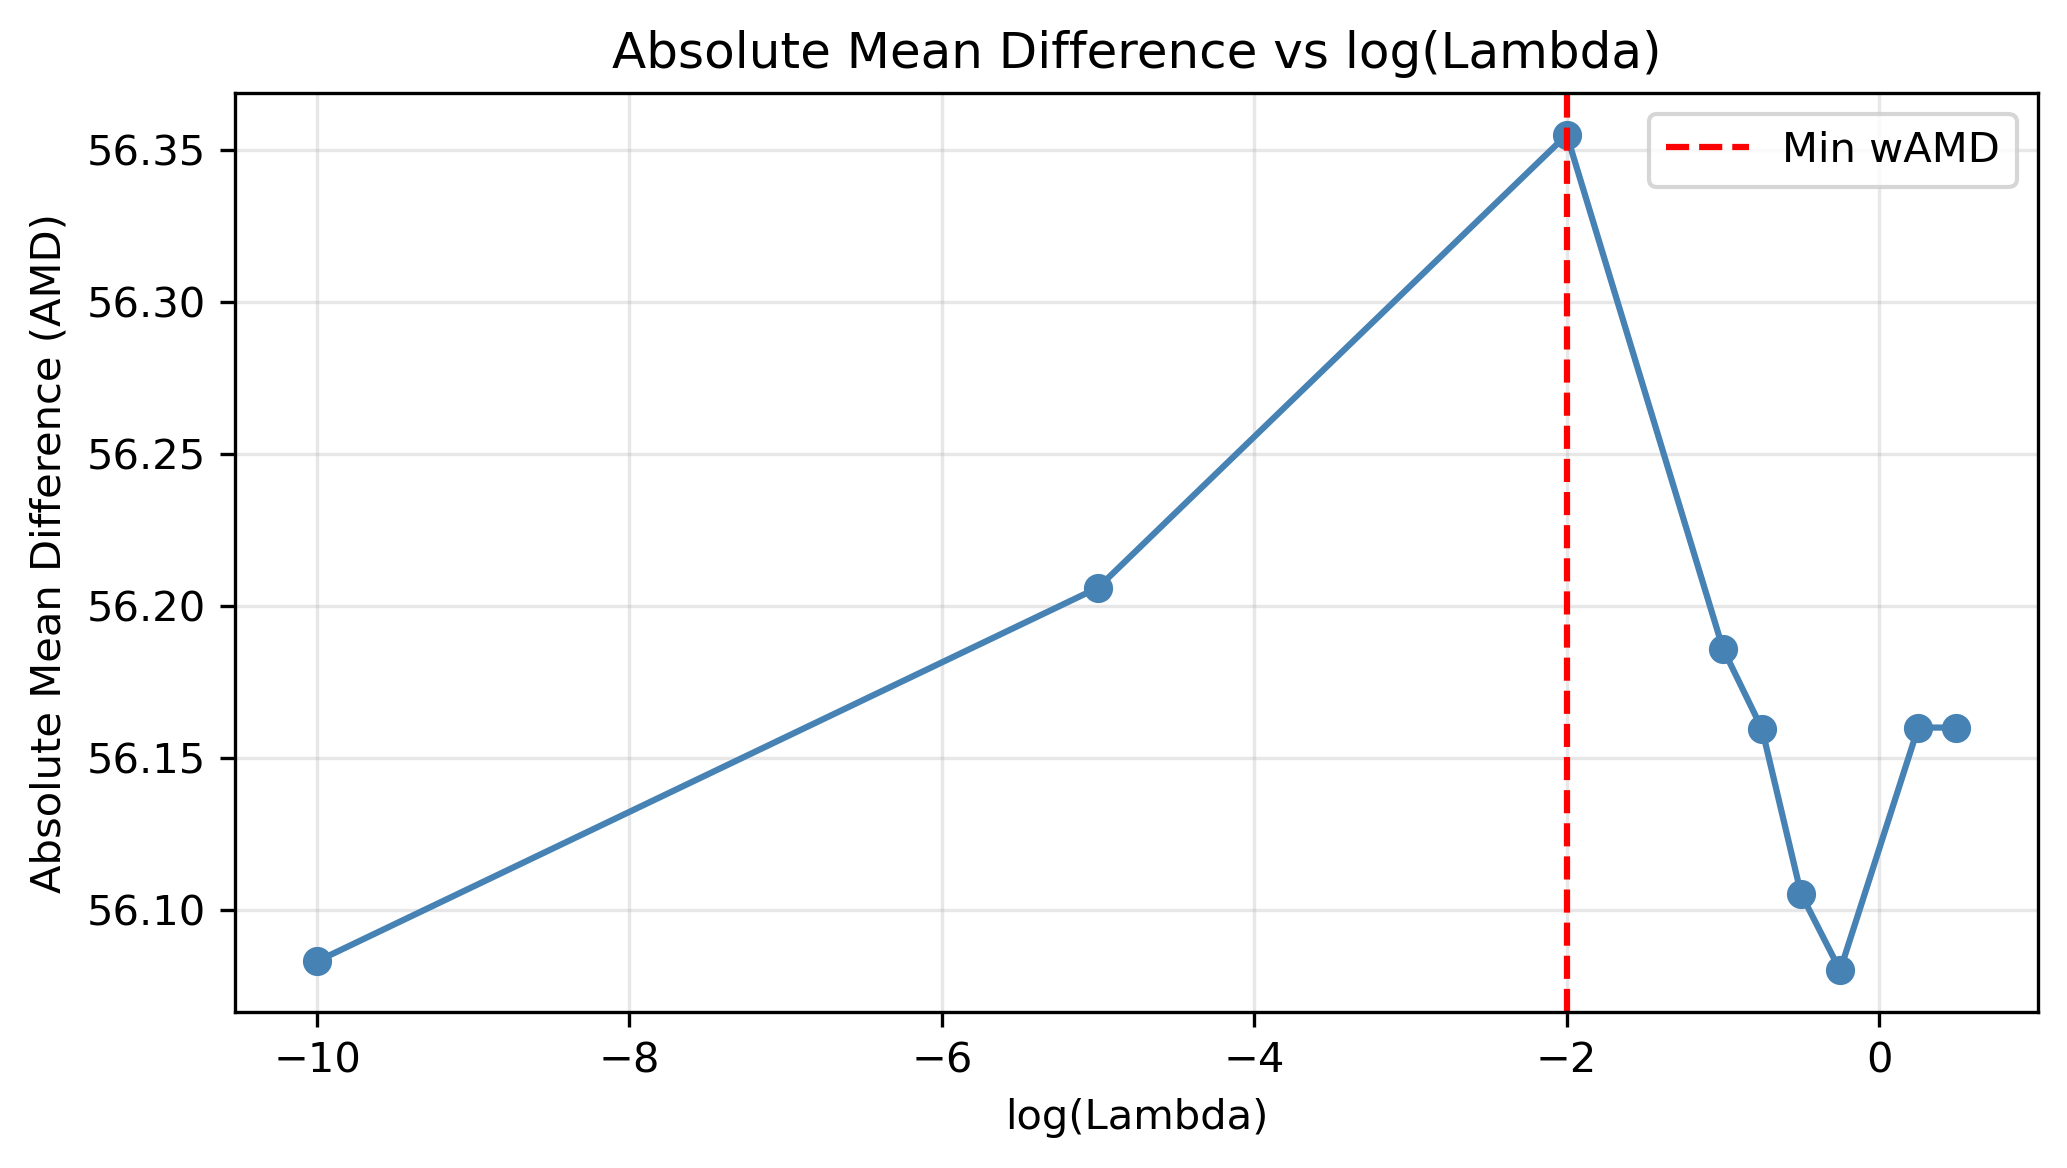 Absolute Mean Difference vs log(Lambda)
Min wAMD
Absolute Mean Difference (AMD)
56.35
56.30
56.25
56.20
56.15
56.10
−10 −8 −6 −4 −2 0
log(Lambda)